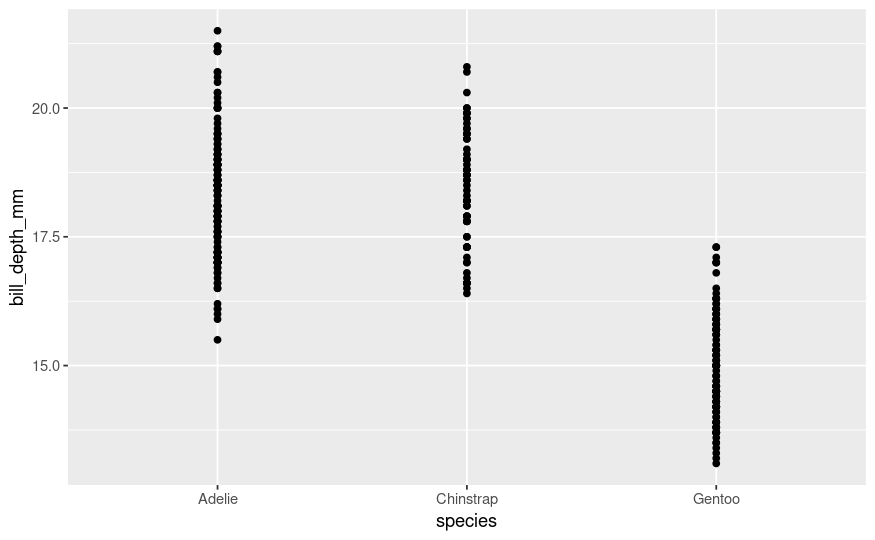 20.0
17.5
15.0
bill_depth_mm
Adelie Chinstrap Gentoo
species